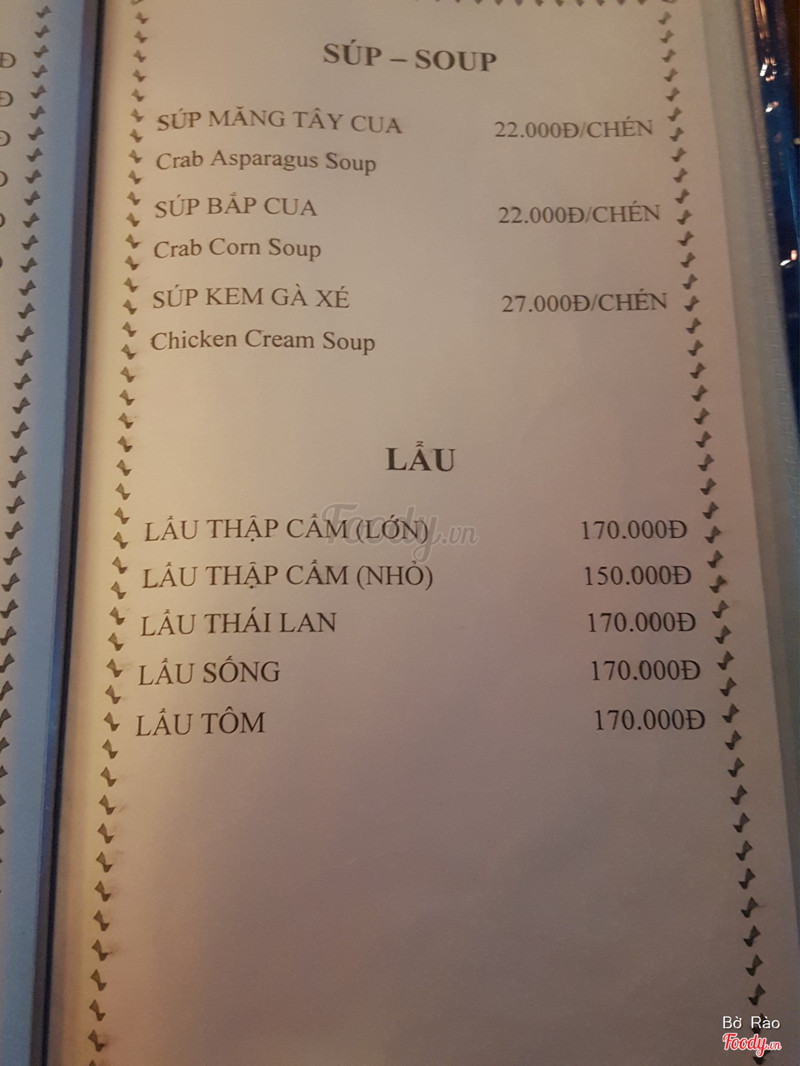 SÚP – SOUP
SÚP MĂNG TÂY CUA 22.000Đ/CHÉN
Crab Asparagus Soup
SÚP BẮP CUA 22.000Đ/CHÉN
Crab Corn Soup
SÚP KEM GÀ XÉ 27.000Đ/CHÉN
Chicken Cream Soup
LẨU
LẨU THẬP CẨM (LỚN) 170.000Đ
LẨU THẬP CẨM (NHỎ) 150.000Đ
LẨU THÁI LAN 170.000Đ
LẨU SỐNG 170.000Đ
LẨU TÔM 170.000Đ
Foody.vn
Bờ Rào
Foody.vn